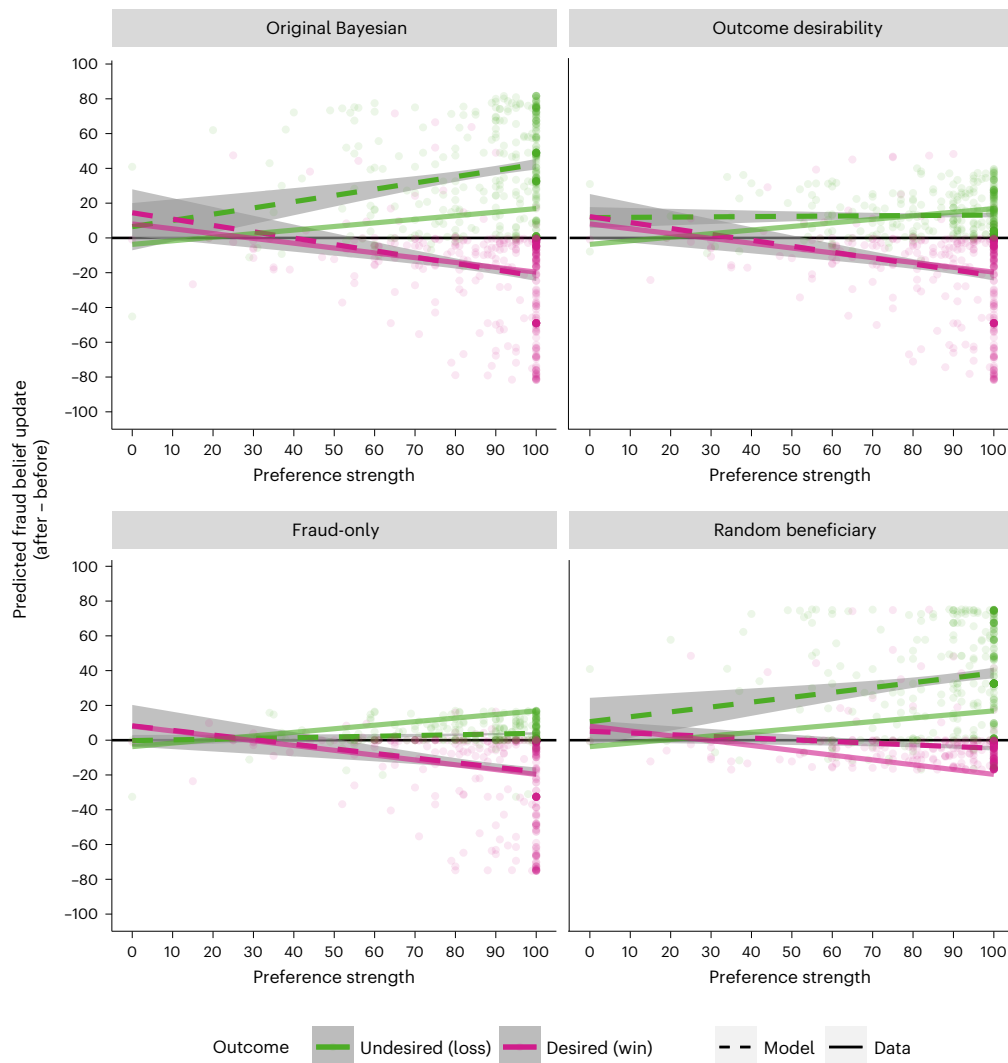 Original Bayesian
Outcome desirability
100
80
60
40
20
0
–20
–40
–60
–80
–100
0 10 20 30 40 50 60 70 80 90 100
0 10 20 30 40 50 60 70 80 90 100
Preference strength
Preference strength
Predicted fraud belief update
(after – before)
Fraud-only
Random beneficiary
100
80
60
40
20
0
–20
–40
–60
–80
–100
0 10 20 30 40 50 60 70 80 90 100
0 10 20 30 40 50 60 70 80 90 100
Preference strength
Preference strength
Outcome Undesired (loss) Desired (win) Model Data